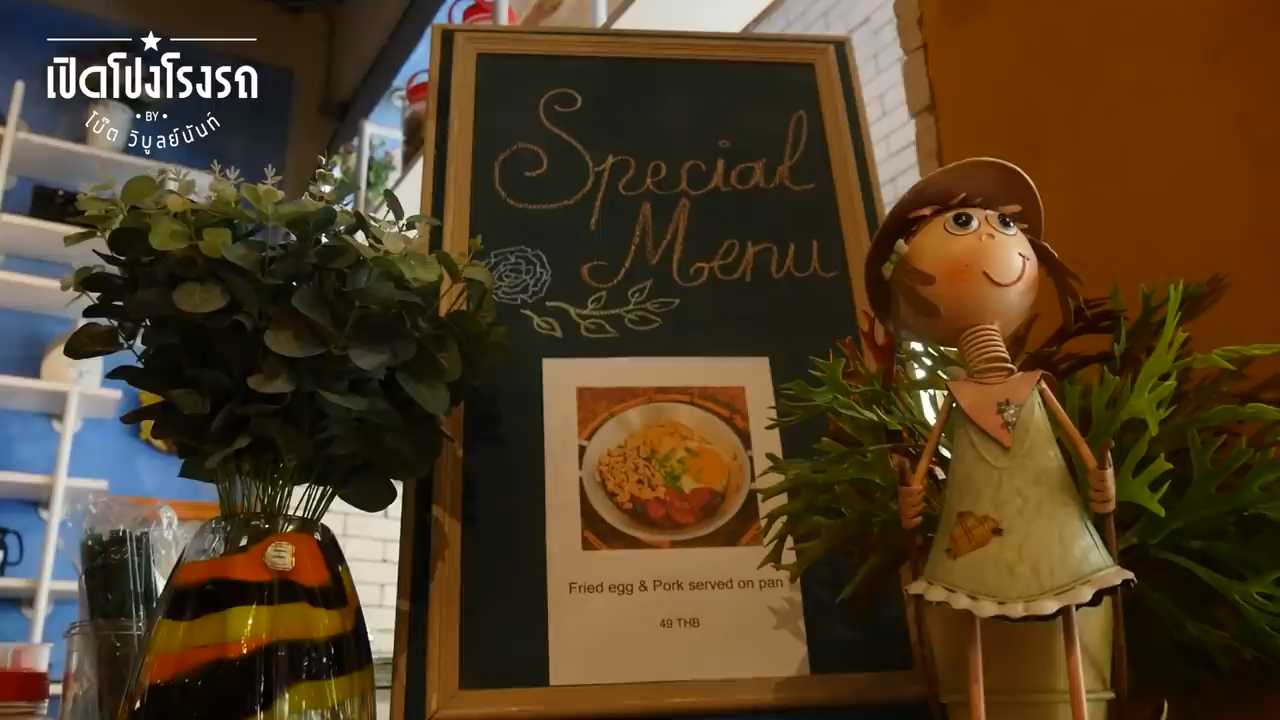 เปิดโปงโรงรถ
BY
โบ๊ต วิบูลย์นันท์
Special
Menu
Fried egg & Pork served on pan
49 THB